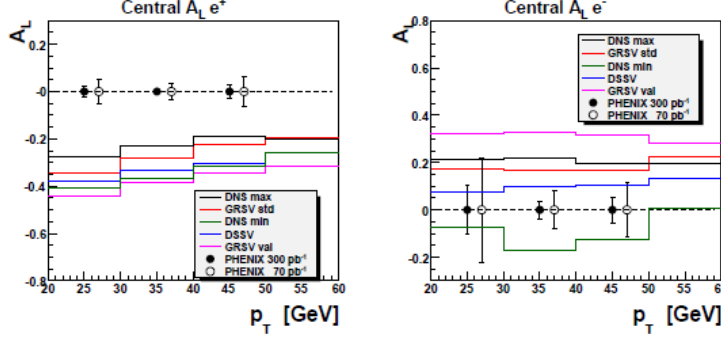 Central A_L e⁺
A_L
0.2
-0
-0.2
-0.4
-0.6
-0.8
DNS max
GRSV std
DNS min
DSSV
GRSV val
PHENIX 300 pb⁻¹
PHENIX 70 pb⁻¹
20 25 30 35 40 45 50 55 60
p_T [GeV]
Central A_L e⁻
A_L
0.8
0.6
0.4
0.2
0
-0.2
DNS max
GRSV std
DNS min
DSSV
GRSV val
PHENIX 300 pb⁻¹
PHENIX 70 pb⁻¹
20 25 30 35 40 45 50 55 60
p_T [GeV]